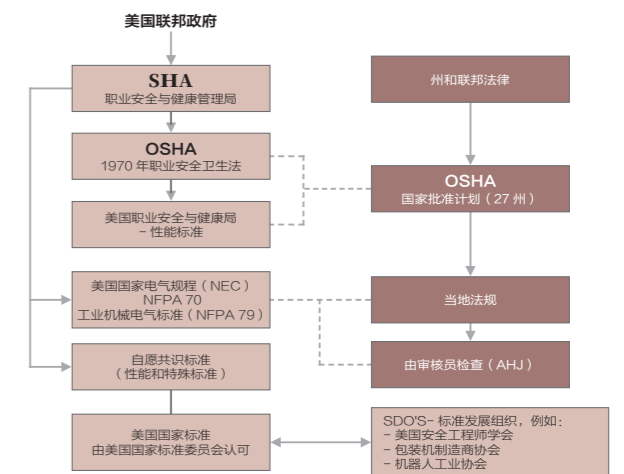 美国联邦政府
SHA
职业安全与健康管理局
OSHA
1970 年职业安全卫生法
美国职业安全与健康局
– 性能标准
美国国家电气规程（NEC）
NFPA 70
工业机械电气标准（NFPA 79）
自愿共识标准
（性能和特殊标准）
美国国家标准
由美国国家标准委员会认可
州和联邦法律
OSHA
国家批准计划（27 州）
当地法规
由审核员检查（AHJ）
SDO'S– 标准发展组织，例如：
– 美国安全工程师学会
– 包装机制造商协会
– 机器人工业协会